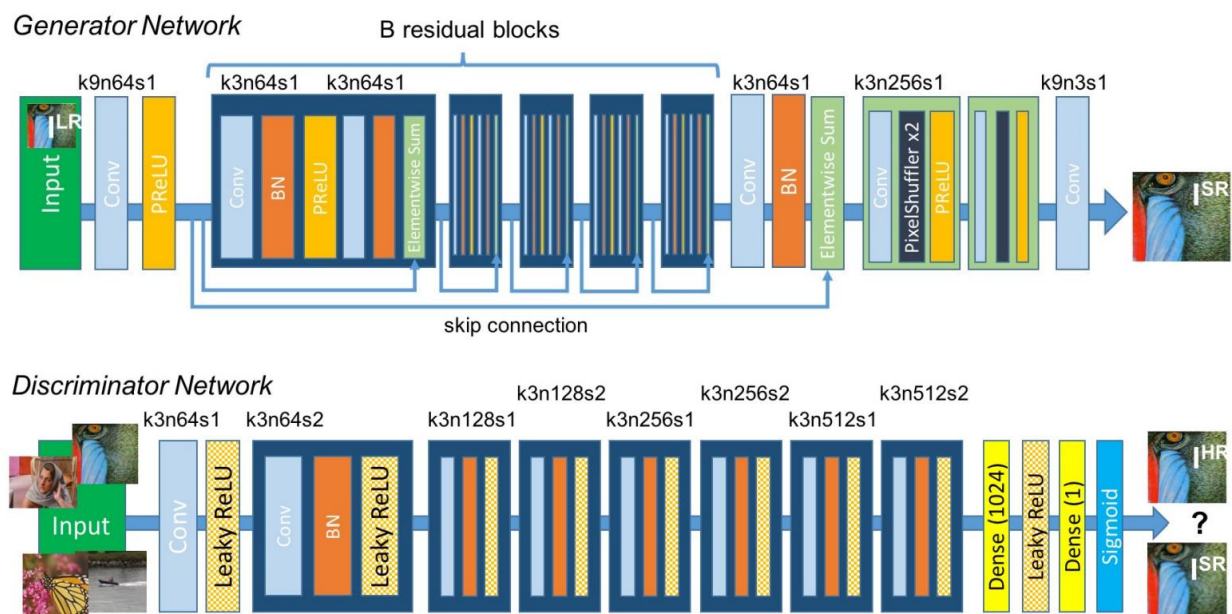 Generator Network
B residual blocks
k9n64s1
k3n64s1
k3n64s1
k3n64s1
k3n256s1
k9n3s1
I^LR
Input
Conv
PReLU
Conv
BN
PReLU
Elementwise Sum
Conv
BN
Elementwise Sum
Conv
PixelShuffler x2
PReLU
Conv
I^SR
skip connection
Discriminator Network
k3n128s2
k3n256s2
k3n512s2
k3n64s1
k3n64s2
k3n128s1
k3n256s1
k3n512s1
Input
Conv
Leaky ReLU
Conv
BN
Leaky ReLU
Dense (1024)
Leaky ReLU
Dense (1)
Sigmoid
I^HR
?
I^SR